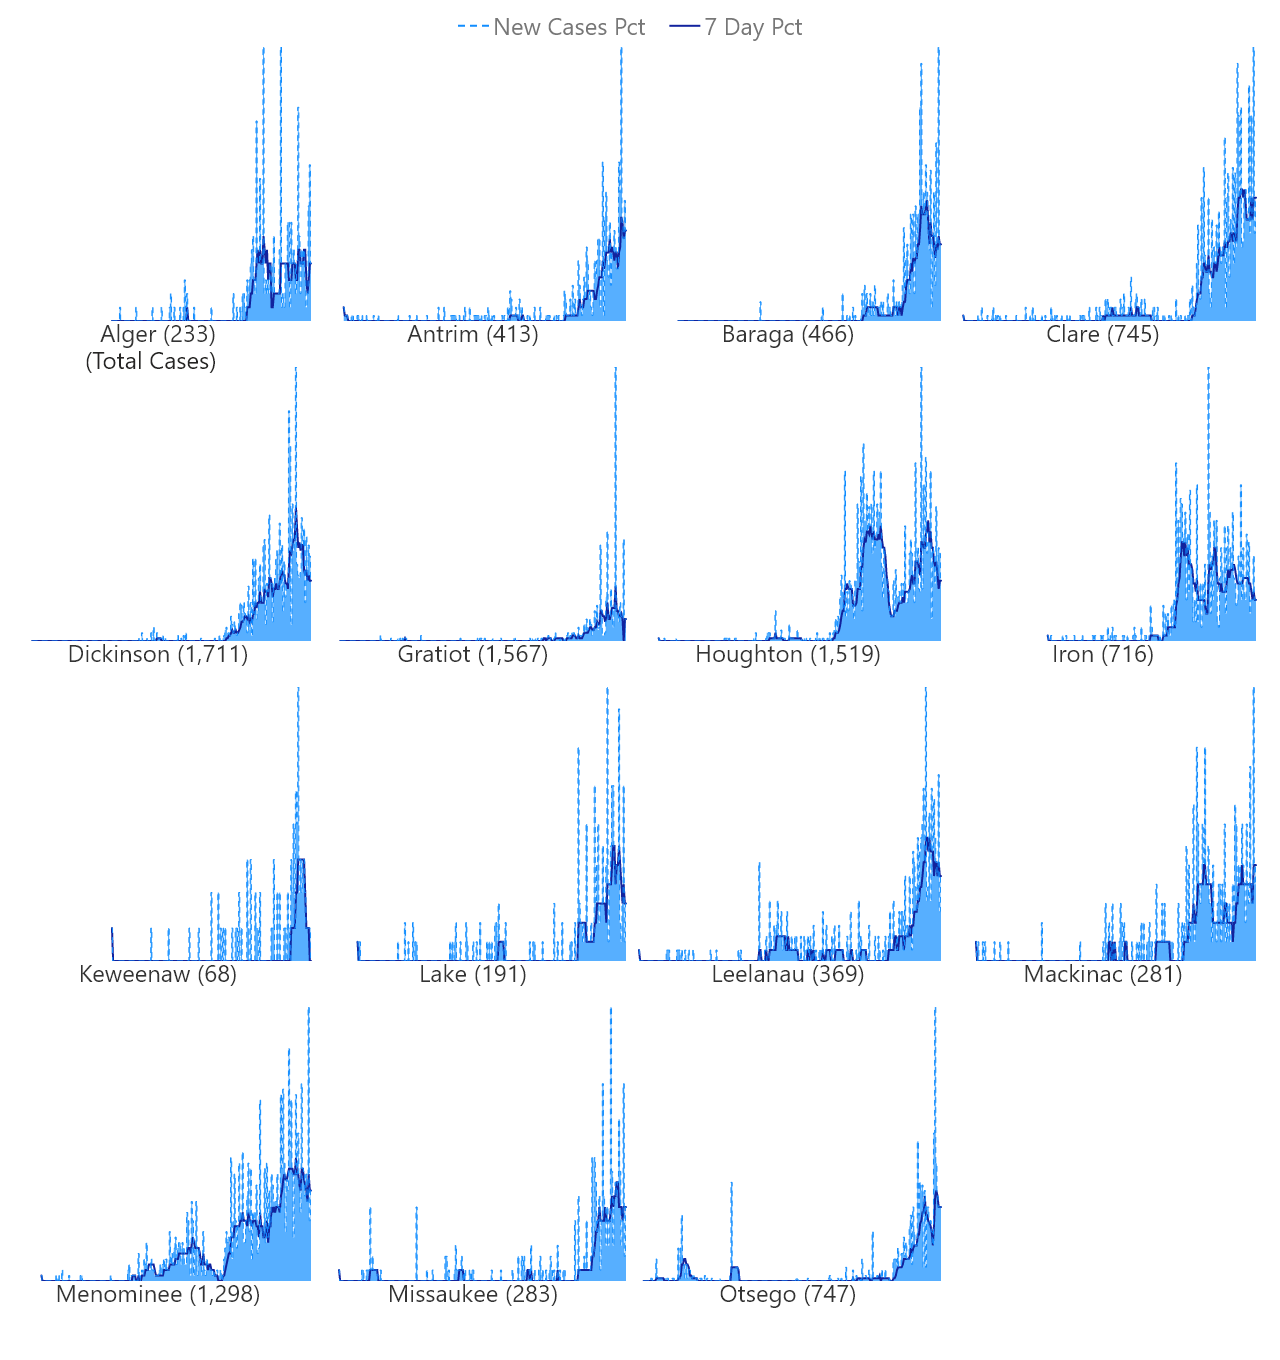 New Cases Pct 7 Day Pct
Alger (233) Antrim (413) Baraga (466) Clare (745)
(Total Cases)
Dickinson (1,711) Gratiot (1,567) Houghton (1,519) Iron (716)
Keweenaw (68) Lake (191) Leelanau (369) Mackinac (281)
Menominee (1,298) Missaukee (283) Otsego (747)